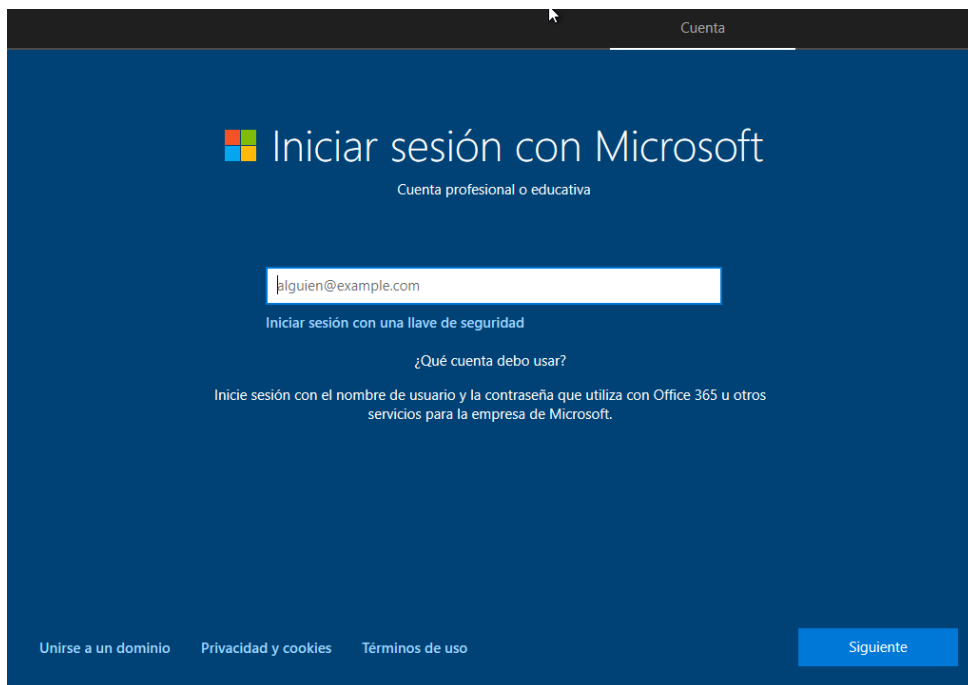 Cuenta
Iniciar sesión con Microsoft
Cuenta profesional o educativa
alguien@example.com
Iniciar sesión con una llave de seguridad
¿Qué cuenta debo usar?
Inicie sesión con el nombre de usuario y la contraseña que utiliza con Office 365 u otros
servicios para la empresa de Microsoft.
Unirse a un dominio Privacidad y cookies Términos de uso Siguiente